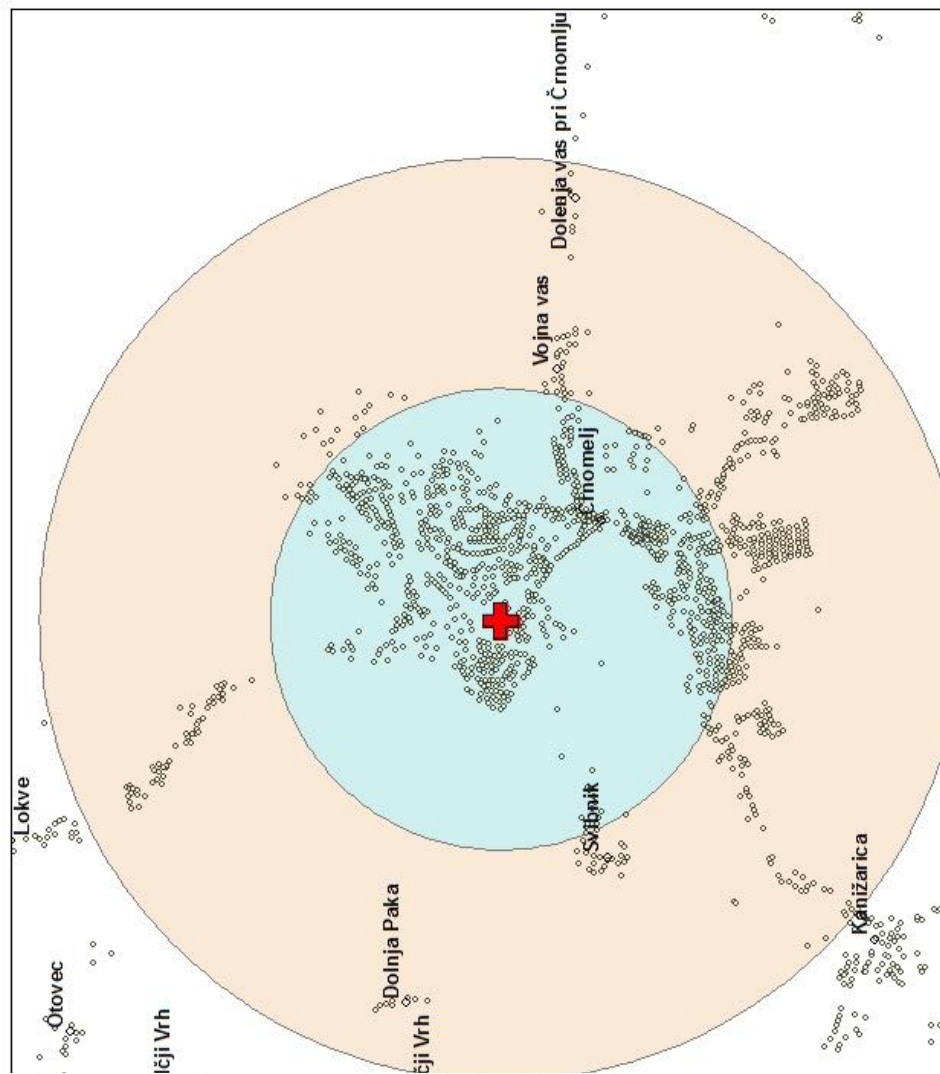 Dolenja vas pri Črnomlju
Vojna vas
Črnomelj
Lokve
Svibnik
Kanižarica
Dolnja Paka
Otovec